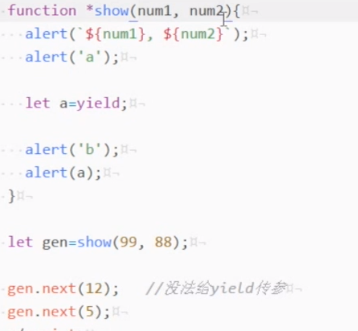 function *show(num1, num2){
alert(`${num1}, ${num2}`);
alert('a');
let a=yield;
alert('b');
alert(a);
}
let gen=show(99, 88);
gen.next(12); //没法给yield传参
gen.next(5);